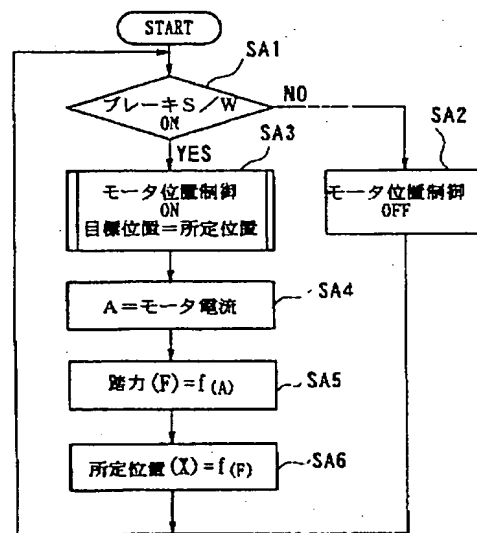 START
SA1
ブレーキS/W
ON
NO
YES
SA3
SA2
モータ位置制御
ON
目標位置=所定位置
モータ位置制御
OFF
A=モータ電流
SA4
踏力(F)=f(A)
SA5
所定位置(X)=f(F)
SA6